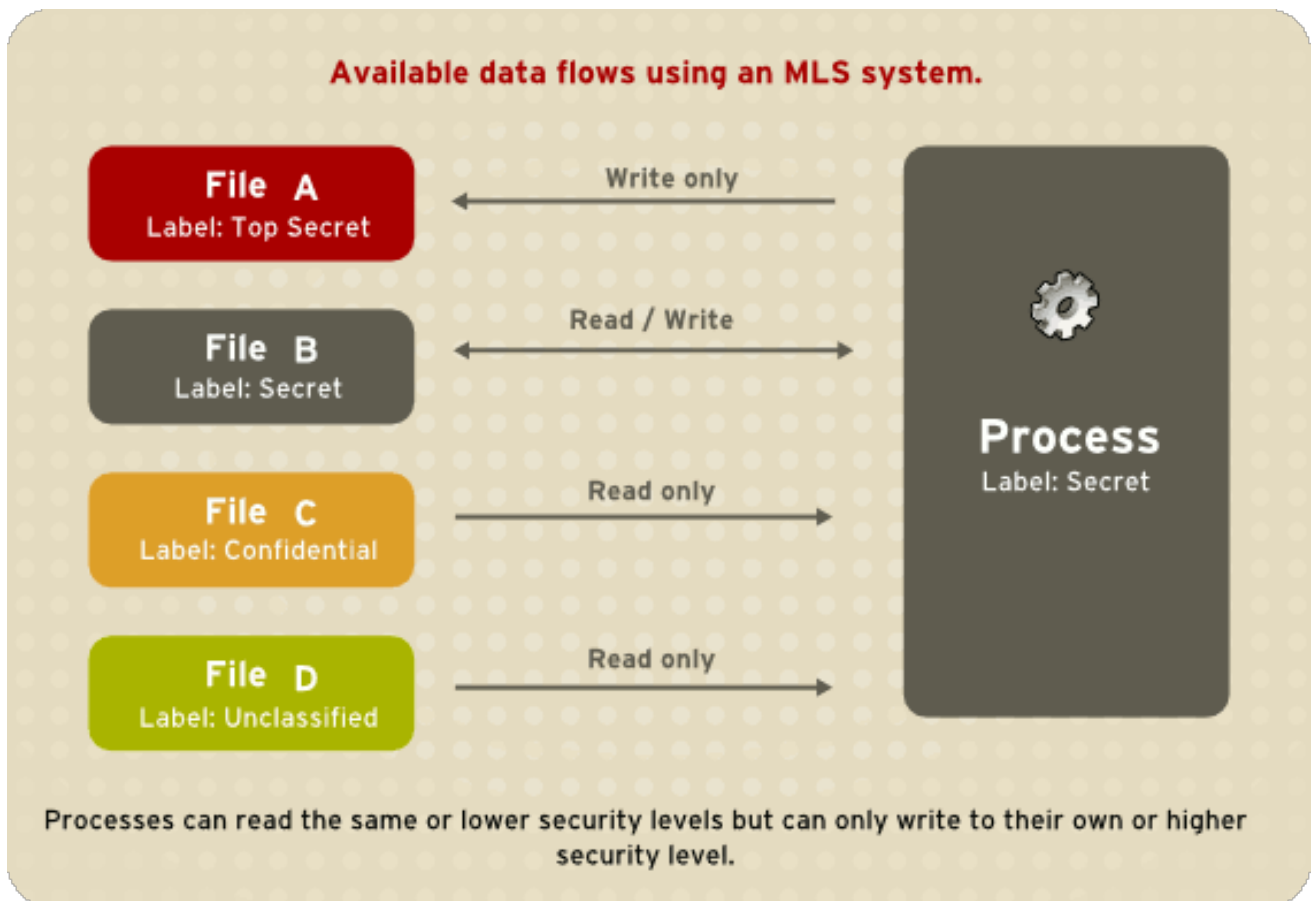 Available data flows using an MLS system.
File A
Label: Top Secret
Write only
File B
Label: Secret
Read / Write
File C
Label: Confidential
Read only
File D
Label: Unclassified
Read only
Process
Label: Secret
Processes can read the same or lower security levels but can only write to their own or higher
security level.